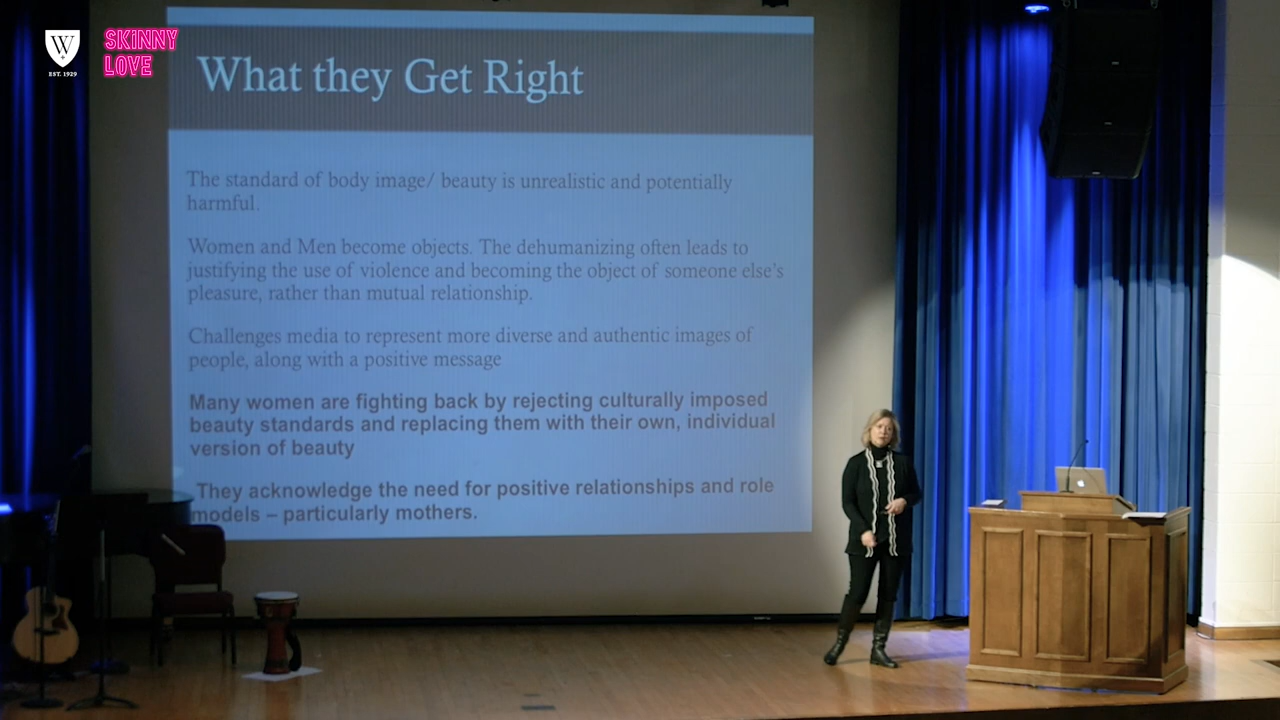 W
EST. 1929
SKINNY
LOVE
What they Get Right
The standard of body image/ beauty is unrealistic and potentially
harmful.
Women and Men become objects. The dehumanizing often leads to
justifying the use of violence and becoming the object of someone else's
pleasure, rather than mutual relationship.
Challenges media to represent more diverse and authentic images of
people, along with a positive message
Many women are fighting back by rejecting culturally imposed
beauty standards and replacing them with their own, individual
version of beauty
They acknowledge the need for positive relationships and role
models – particularly mothers.